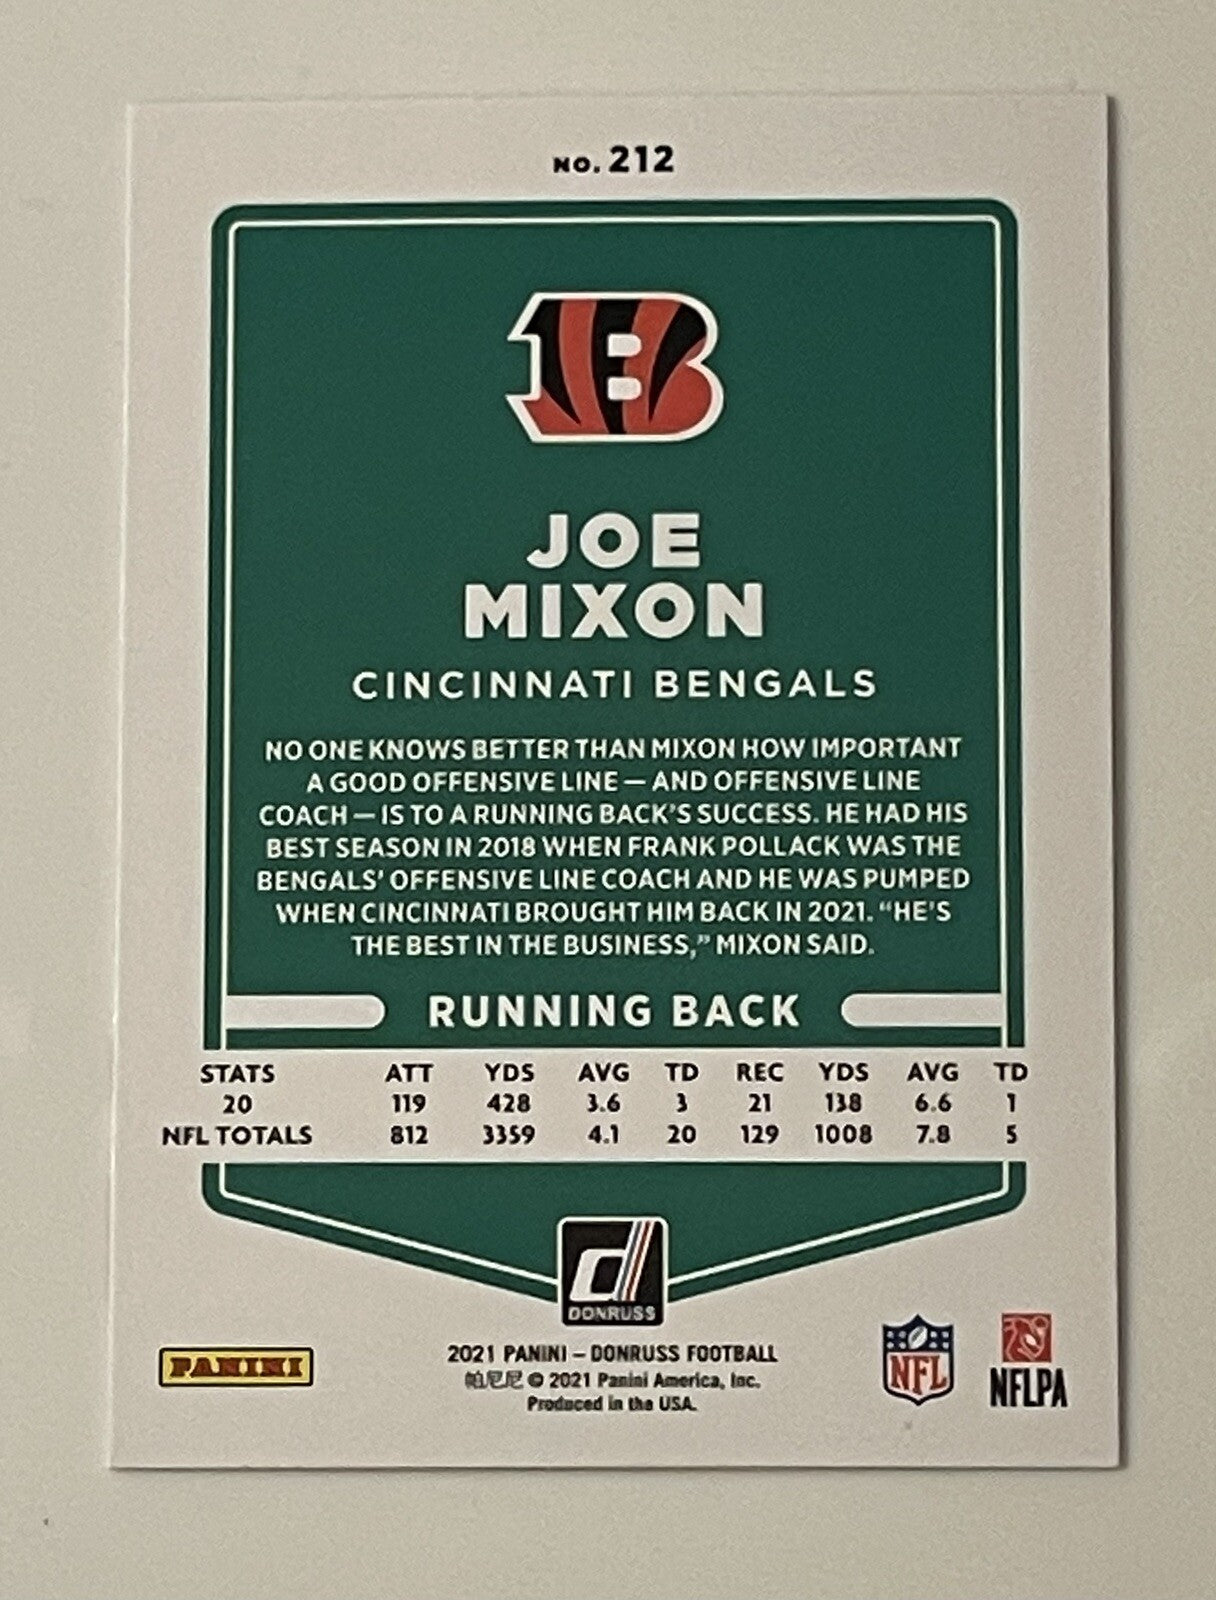 NO. 212
JOE
MIXON
CINCINNATI BENGALS
NO ONE KNOWS BETTER THAN MIXON HOW IMPORTANT
A GOOD OFFENSIVE LINE — AND OFFENSIVE LINE
COACH — IS TO A RUNNING BACK'S SUCCESS. HE HAD HIS
BEST SEASON IN 2018 WHEN FRANK POLLACK WAS THE
BENGALS' OFFENSIVE LINE COACH AND HE WAS PUMPED
WHEN CINCINNATI BROUGHT HIM BACK IN 2021. “HE'S
THE BEST IN THE BUSINESS,” MIXON SAID.
RUNNING BACK
STATS ATT YDS AVG TD REC YDS AVG TD
20 119 428 3.6 3 21 138 6.6 1
NFL TOTALS 812 3359 4.1 20 129 1008 7.8 5
DONRUSS
PANINI
2021 PANINI – DONRUSS FOOTBALL
帕尼尼 © 2021 Panini America, Inc.
Produced in the USA.
NFL
NFLPA